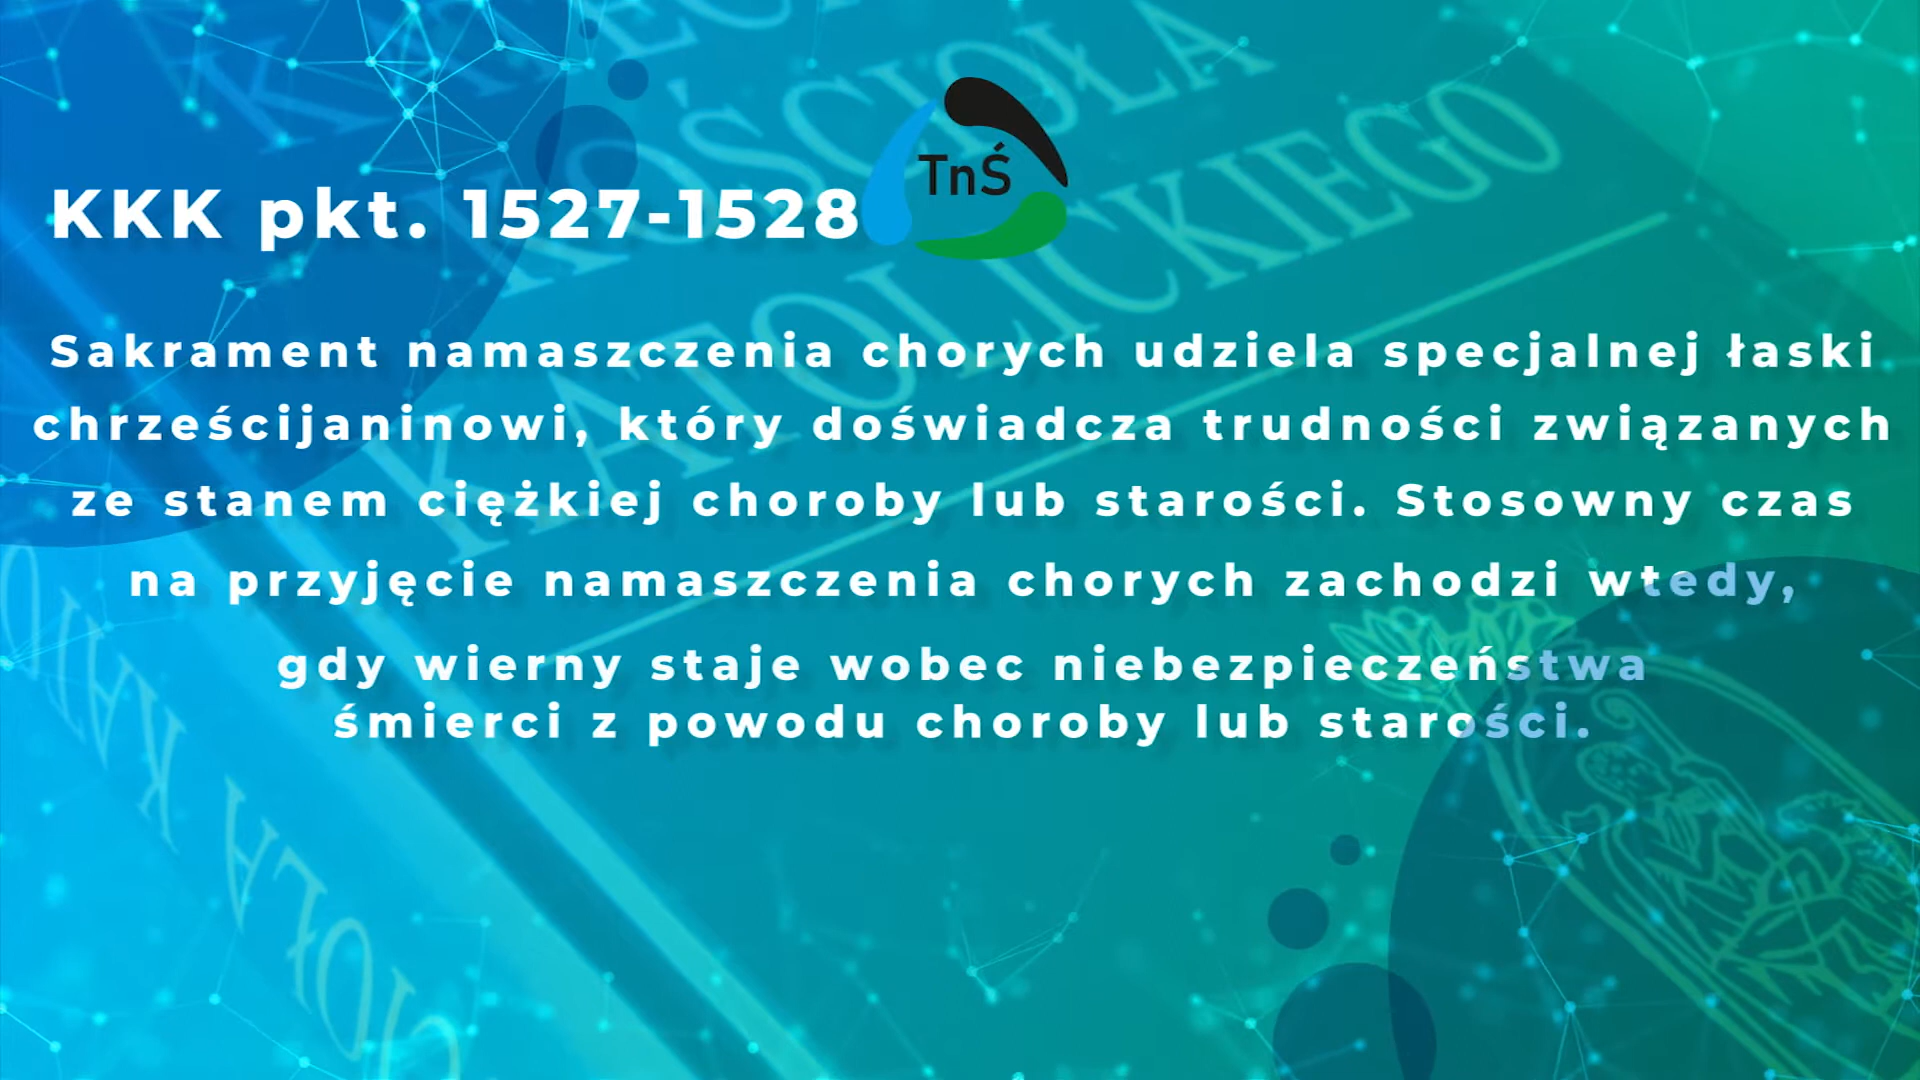 KOŚCIOŁA
KATOLICKIEGO
TnŚ
KKK pkt. 1527-1528
Sakrament namaszczenia chorych udziela specjalnej łaski
chrześcijaninowi, który doświadcza trudności związanych
ze stanem ciężkiej choroby lub starości. Stosowny czas
na przyjęcie namaszczenia chorych zachodzi wtedy,
gdy wierny staje wobec niebezpieczeństwa
śmierci z powodu choroby lub starości.